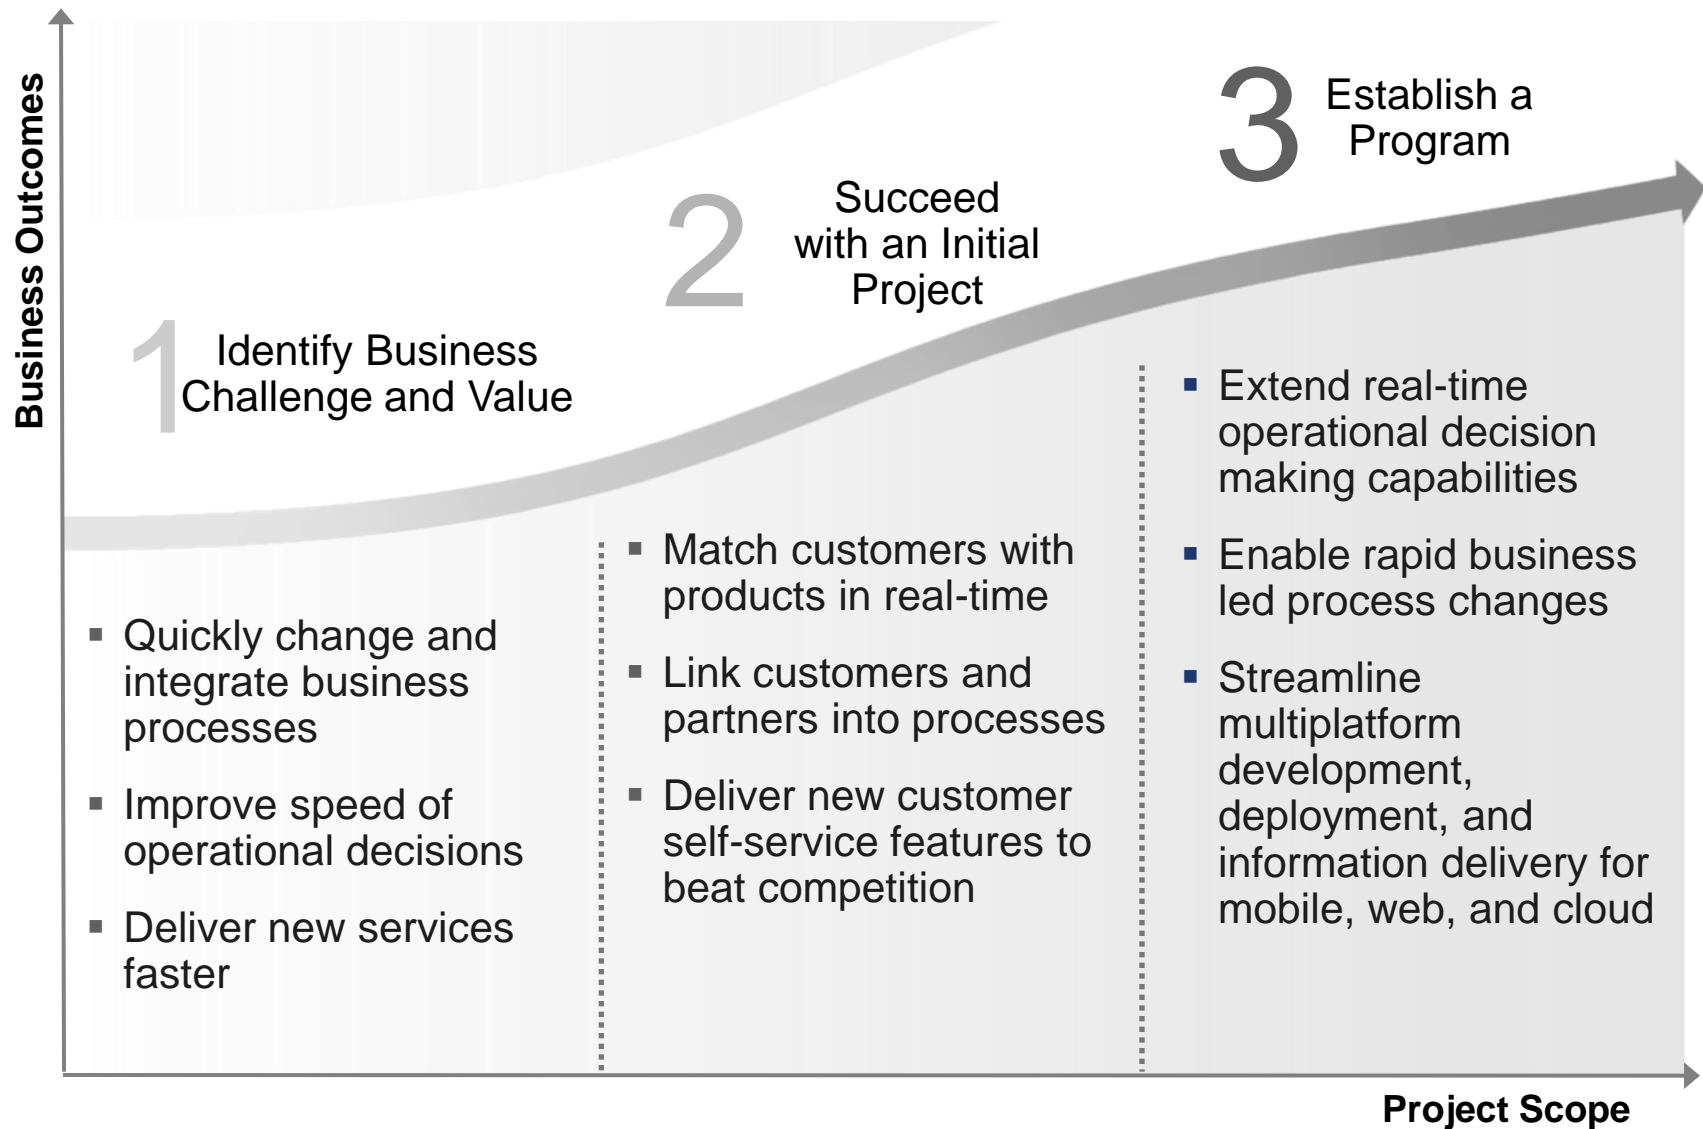 Business Outcomes
1
Identify Business
Challenge and Value
2
Succeed
with an Initial
Project
3
Establish a
Program
▪ Quickly change and
integrate business
processes
▪ Improve speed of
operational decisions
▪ Deliver new services
faster
▪ Match customers with
products in real-time
▪ Link customers and
partners into processes
▪ Deliver new customer
self-service features to
beat competition
▪ Extend real-time
operational decision
making capabilities
▪ Enable rapid business
led process changes
▪ Streamline
multiplatform
development,
deployment, and
information delivery for
mobile, web, and cloud
Project Scope